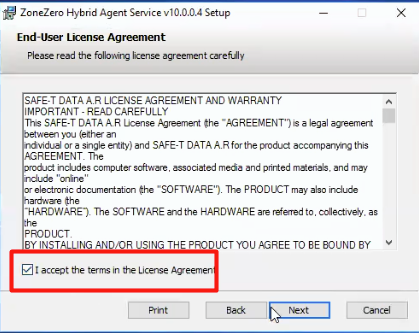 ZoneZero Hybrid Agent Service v10.0.0.4 Setup
End-User License Agreement
Please read the following license agreement carefully
SAFE-T DATA A.R LICENSE AGREEMENT AND WARRANTY
IMPORTANT - READ CAREFULLY
This SAFE-T DATA A.R License Agreement (the "AGREEMENT") is a legal agreement
between you (either an
individual or a single entity) and SAFE-T DATA A.R for the product accompanying this
AGREEMENT. The
product includes computer software, associated media and printed materials, and may
include "online"
or electronic documentation (the "SOFTWARE"). The PRODUCT may also include
hardware (the
"HARDWARE"). The SOFTWARE and the HARDWARE are referred to, collectively, as
the
PRODUCT.
BY INSTALLING AND/OR USING THE PRODUCT YOU AGREE TO BE BOUND BY
I accept the terms in the License Agreement
Print
Back
Next
Cancel